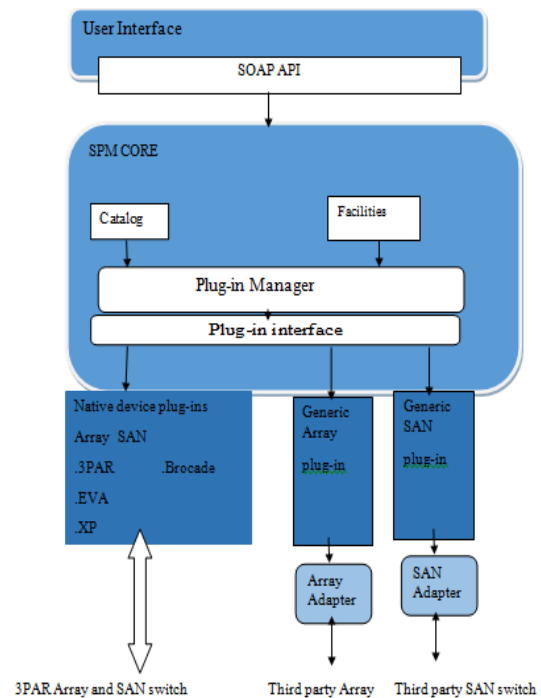 User Interface
SOAP API
SPM CORE
Catalog
Facilities
Plug-in Manager
Plug-in interface
Native device plug-ins
Array SAN
.3PAR .Brocade
.EVA
.XP
Generic
Array
plug-in
Generic
SAN
plug-in
Array
Adapter
SAN
Adapter
3PAR Array and SAN switch
Third party Array
Third party SAN switch